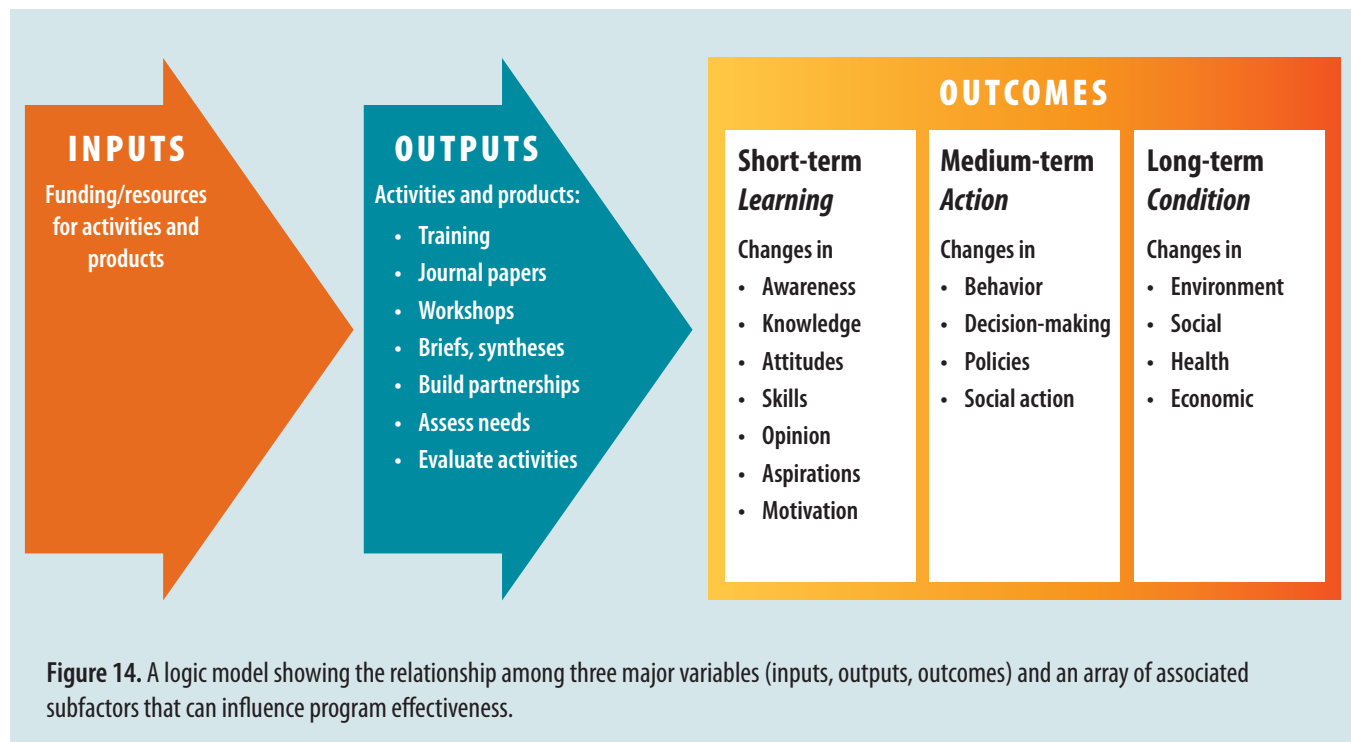 INPUTS
Funding/resources
for activities and
products
OUTPUTS
Activities and products:
• Training
• Journal papers
• Workshops
• Briefs, syntheses
• Build partnerships
• Assess needs
• Evaluate activities
OUTCOMES
Short-term
Learning
Changes in
• Awareness
• Knowledge
• Attitudes
• Skills
• Opinion
• Aspirations
• Motivation
Medium-term
Action
Changes in
• Behavior
• Decision-making
• Policies
• Social action
Long-term
Condition
Changes in
• Environment
• Social
• Health
• Economic
Figure 14. A logic model showing the relationship among three major variables (inputs, outputs, outcomes) and an array of associated
subfactors that can influence program effectiveness.